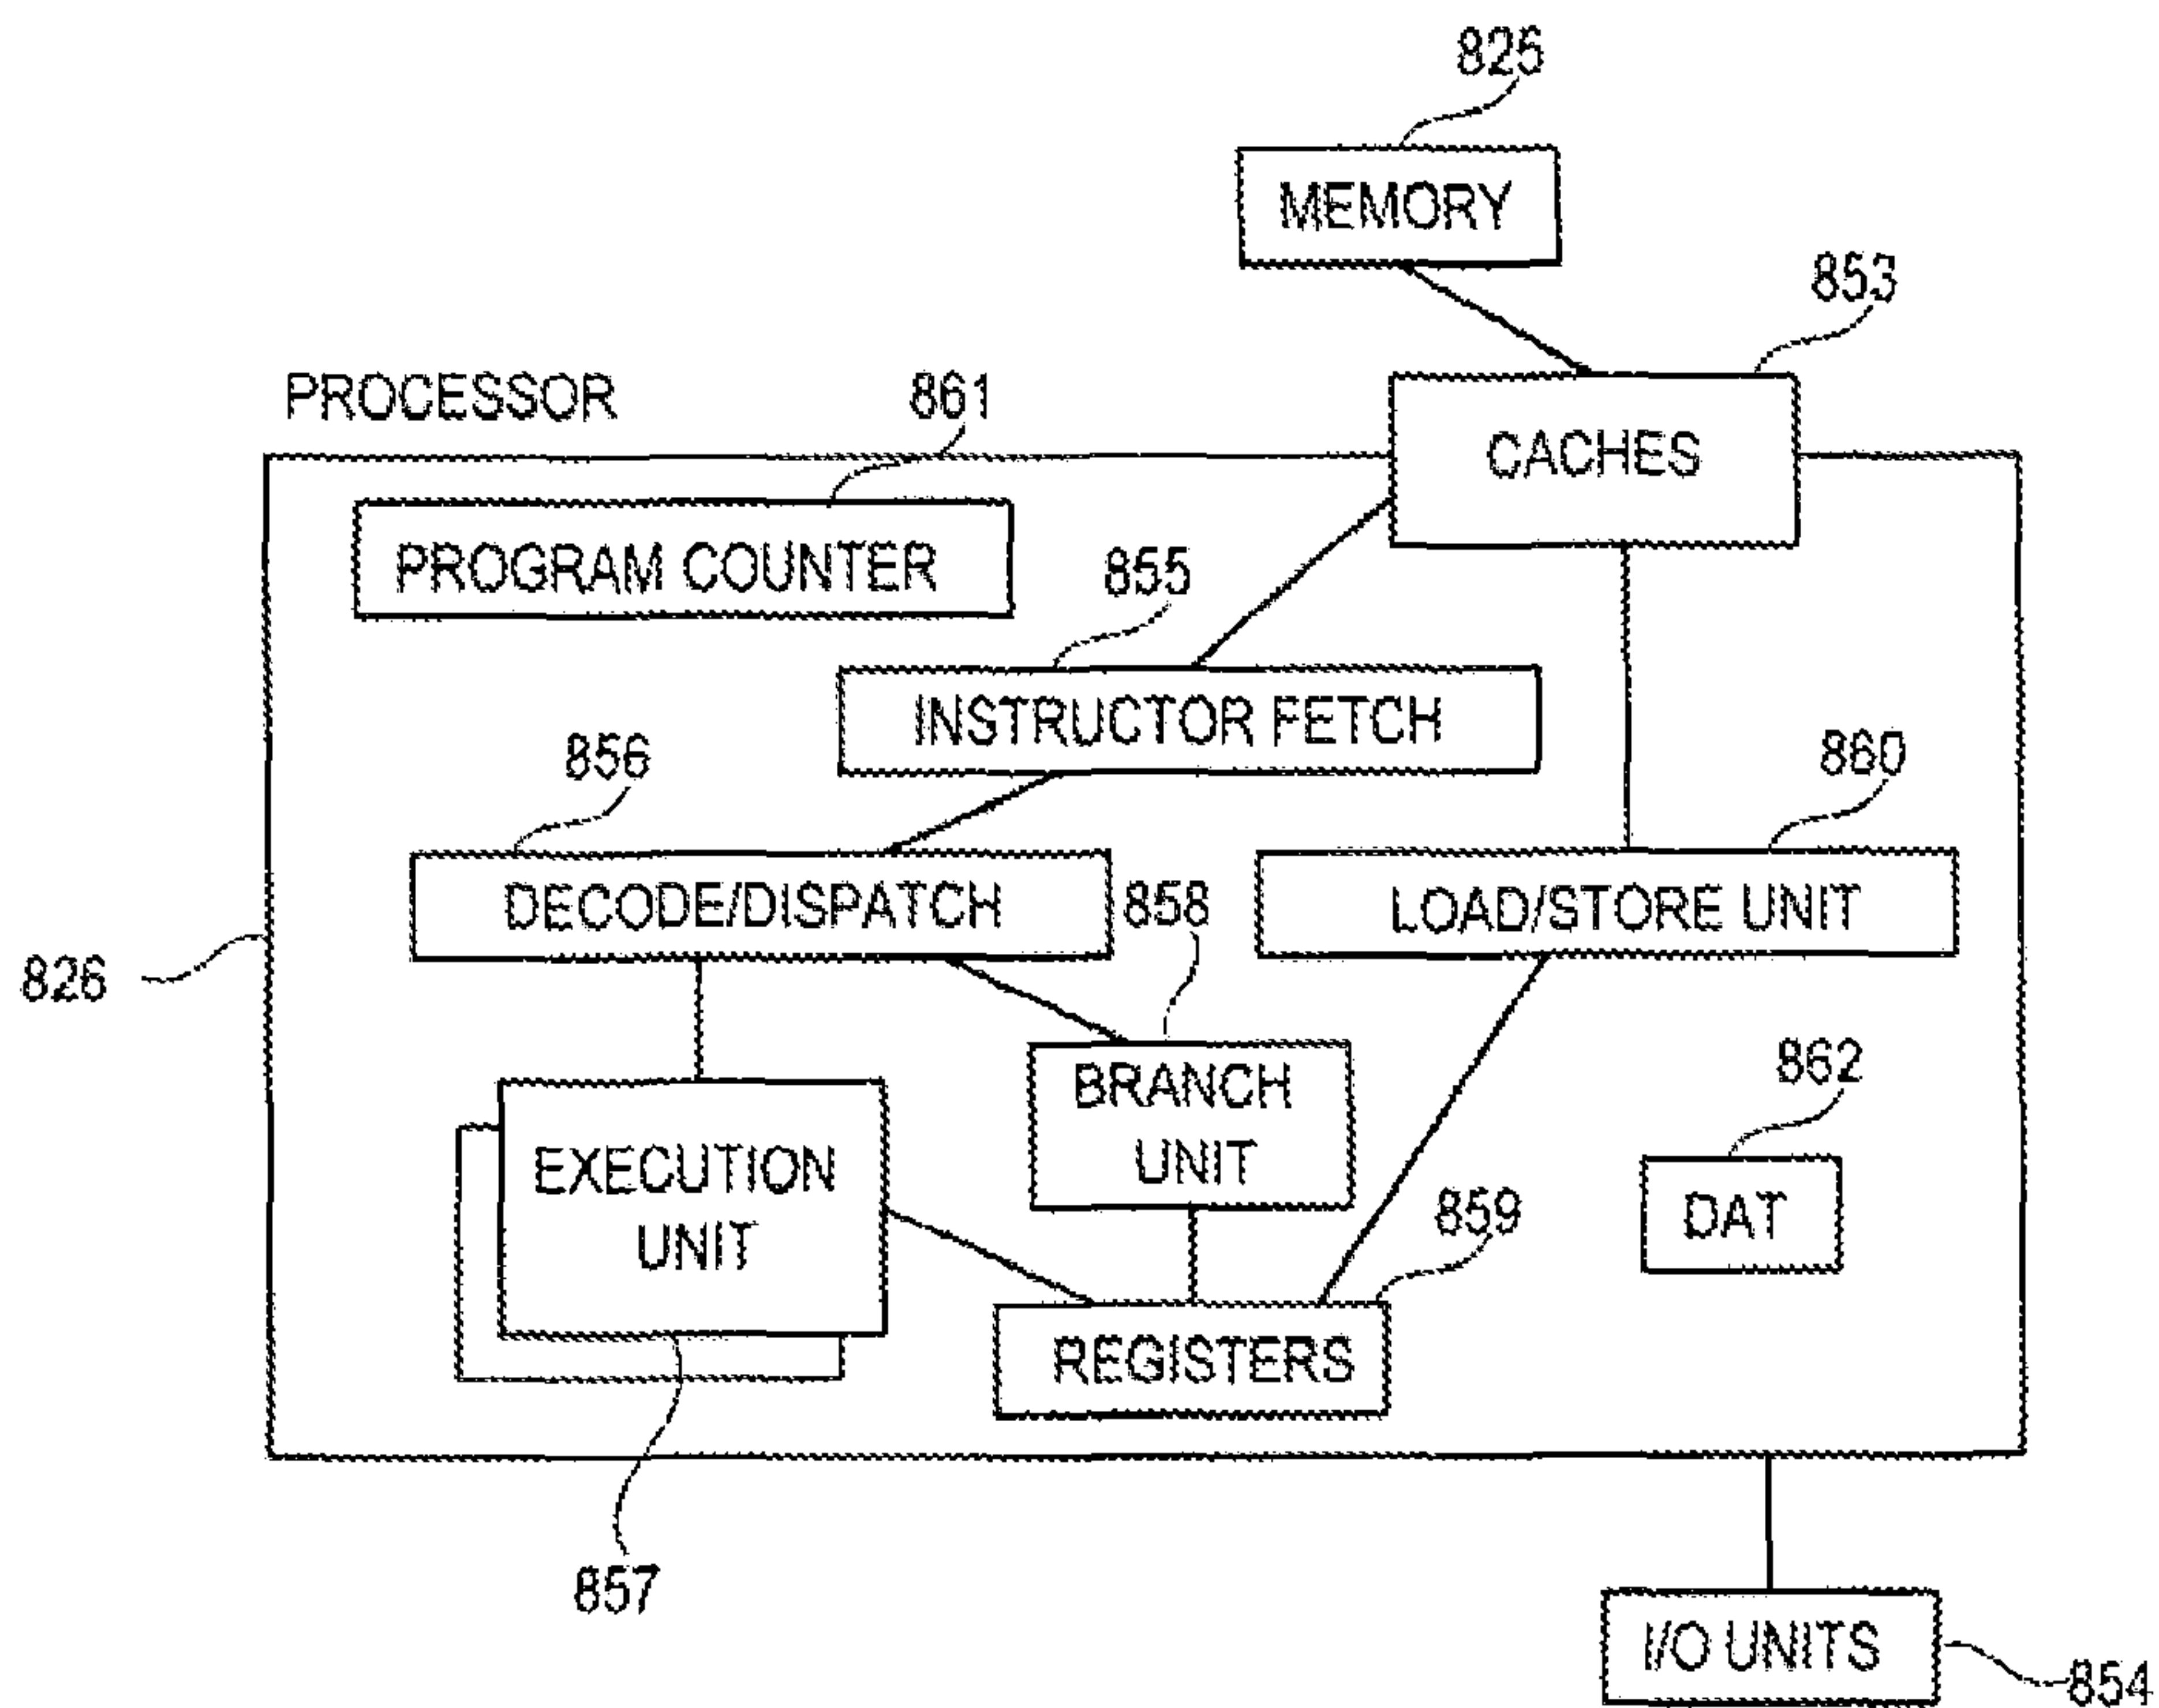 825
MEMORY
853
PROCESSOR
861
CACHES
PROGRAM COUNTER
855
INSTRUCTOR FETCH
856
860
DECODE/DISPATCH
858
LOAD/STORE UNIT
826
862
BRANCH
UNIT
EXECUTION
UNIT
859
DAT
REGISTERS
857
I/O UNITS
854